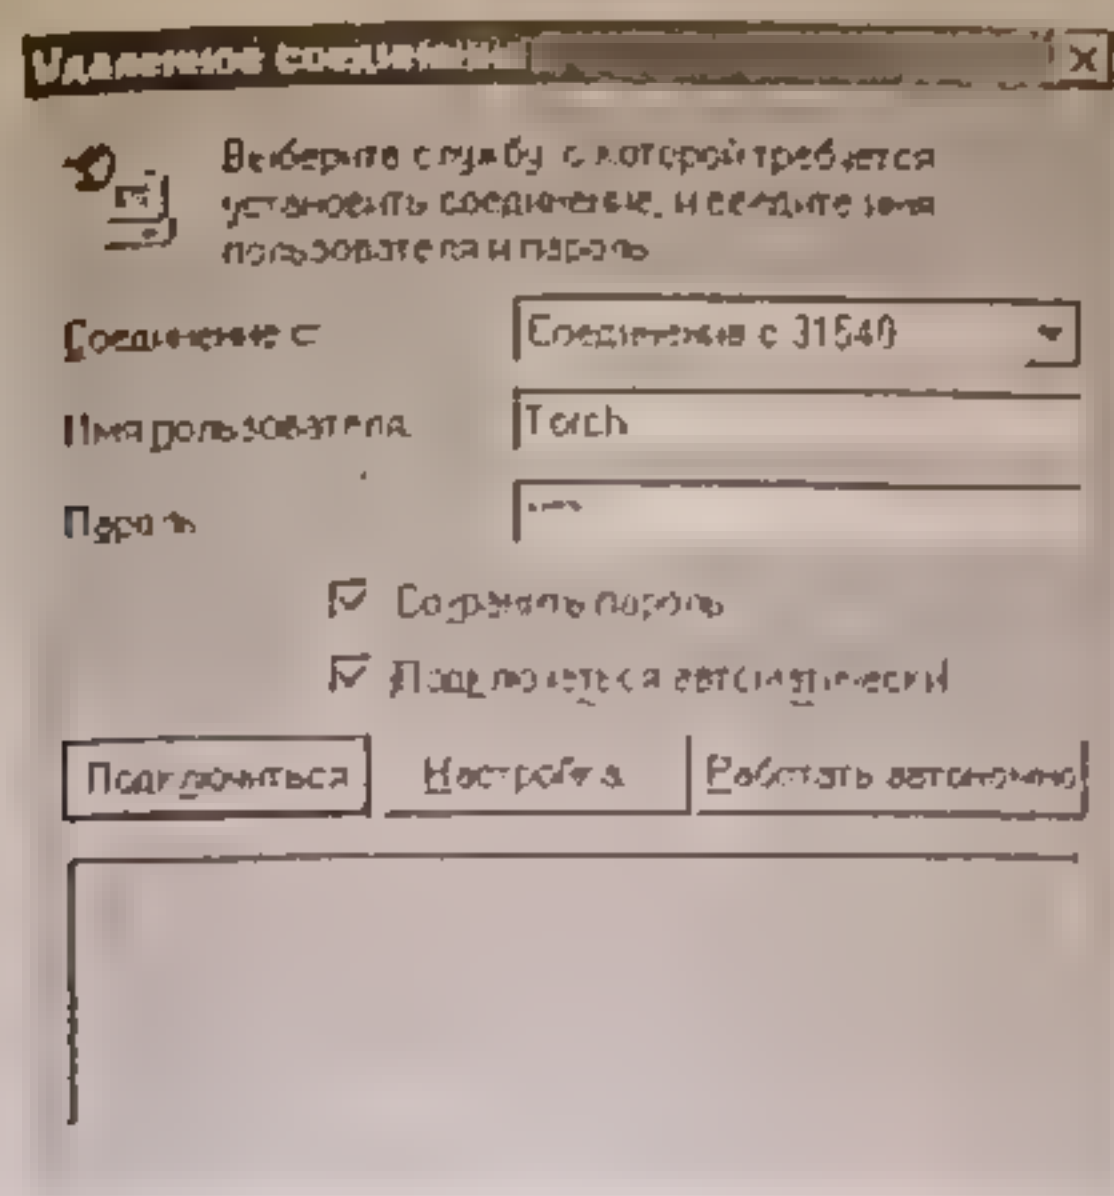 Удаленное соединение
Выберите службу, с которой требуется
установить соединение, и введите имя
пользователя и пароль
Соединение с
Соединение с 31540
Имя пользователя
Torch
Пароль
Сохранить пароль
Подключаться автоматически
Подключиться
Настройка
Работать автономно